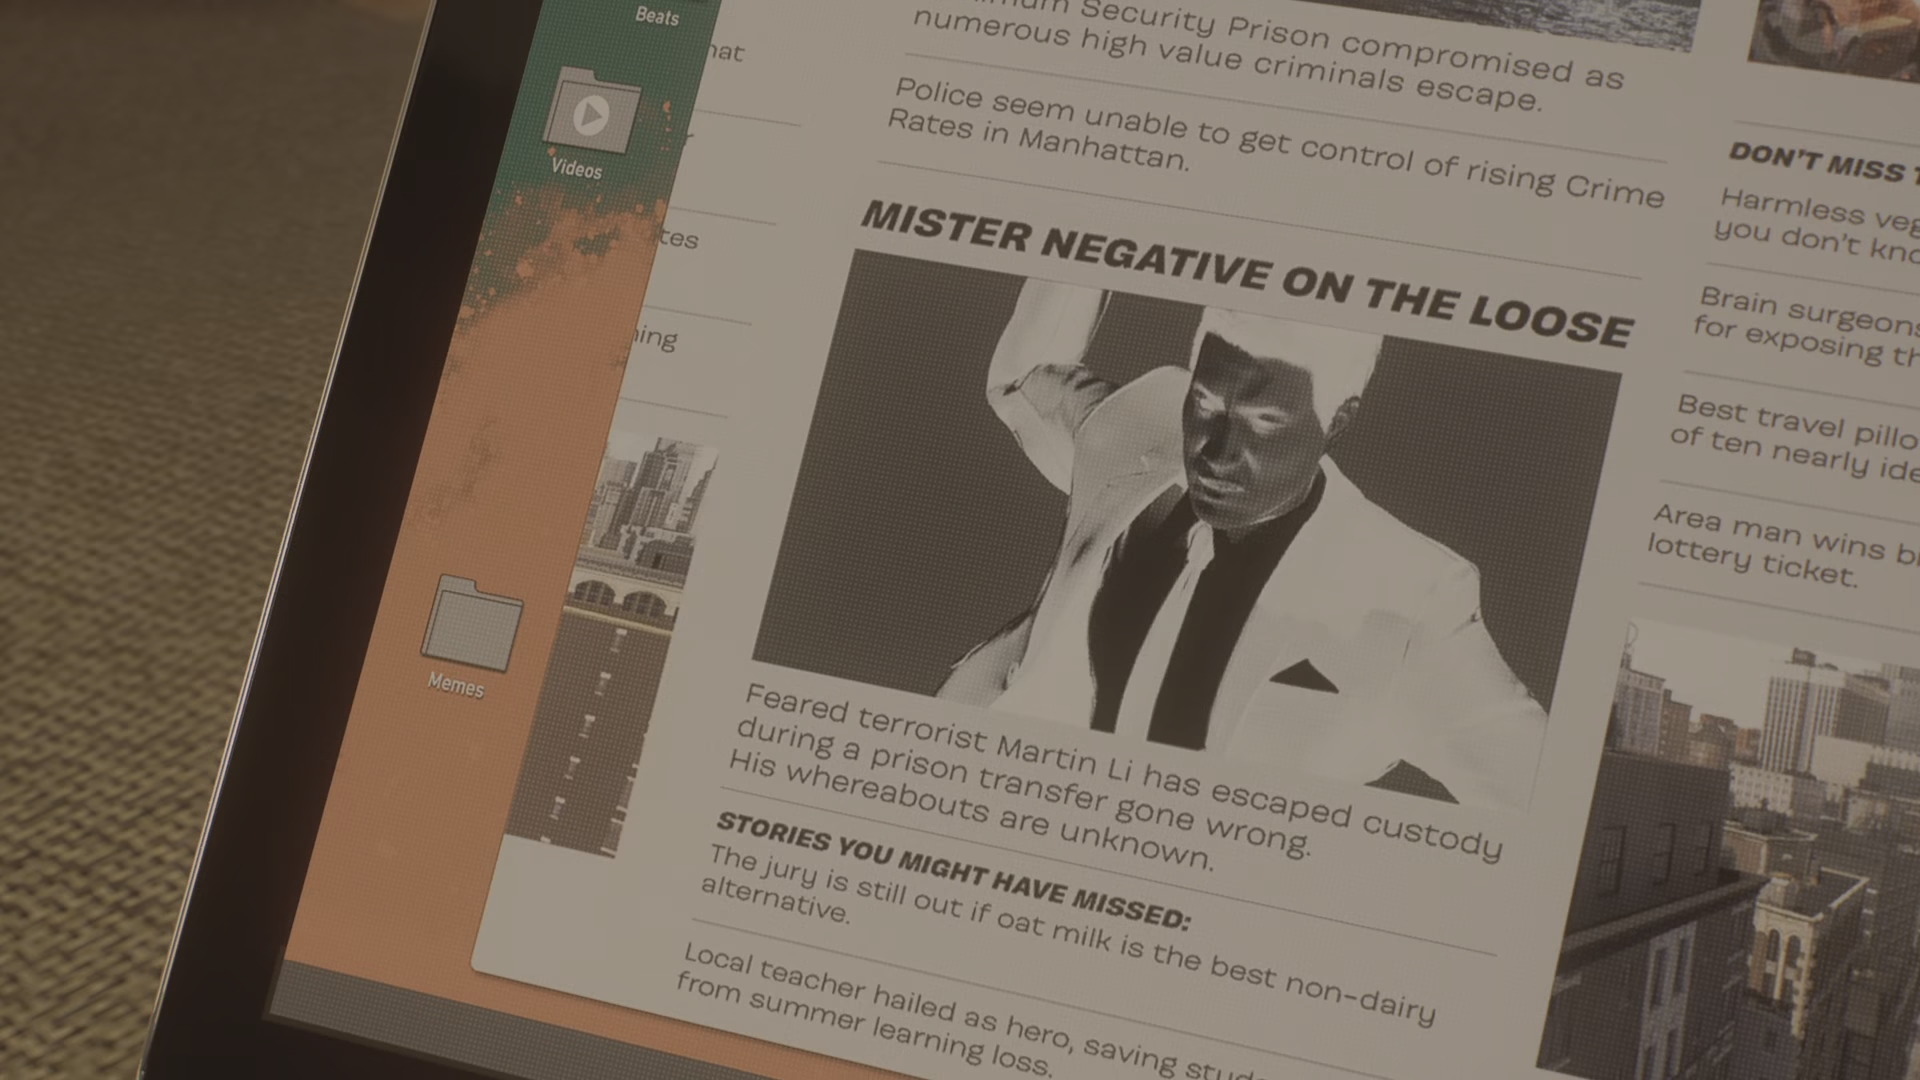 Beats
Videos
Memes
hat
tes
Security Prison compromised as
numerous high value criminals escape.
Police seem unable to get control of rising Crime
Rates in Manhattan.
MISTER NEGATIVE ON THE LOOSE
Feared terrorist Martin Li has escaped custody
during a prison transfer gone wrong.
His whereabouts are unknown.
STORIES YOU MIGHT HAVE MISSED:
The jury is still out if oat milk is the best non-dairy
alternative.
Local teacher hailed as hero, saving
from summer learning loss.
DON'T MISS
Harmless
you don't
Brain surgeons
for exposing
Best travel
of ten nearly
Area man wins
lottery ticket.